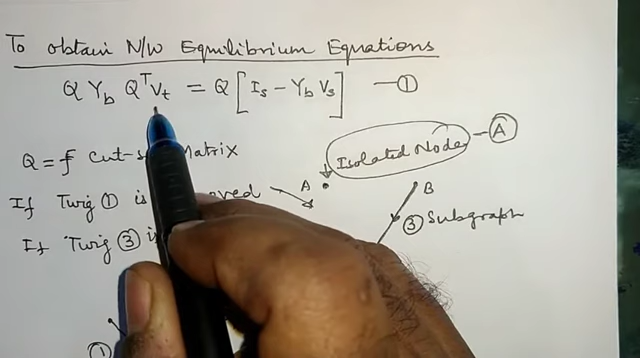 To obtain N/W Equilibrium Equations
Q Y_b Q^T V_t = Q [I_s - Y_b V_s] — ①
Q = f cut-s Matrix
Isolated Node — Ⓐ
If Twig ① is
A
B
If Twig ③ is
③ Subgraph
①